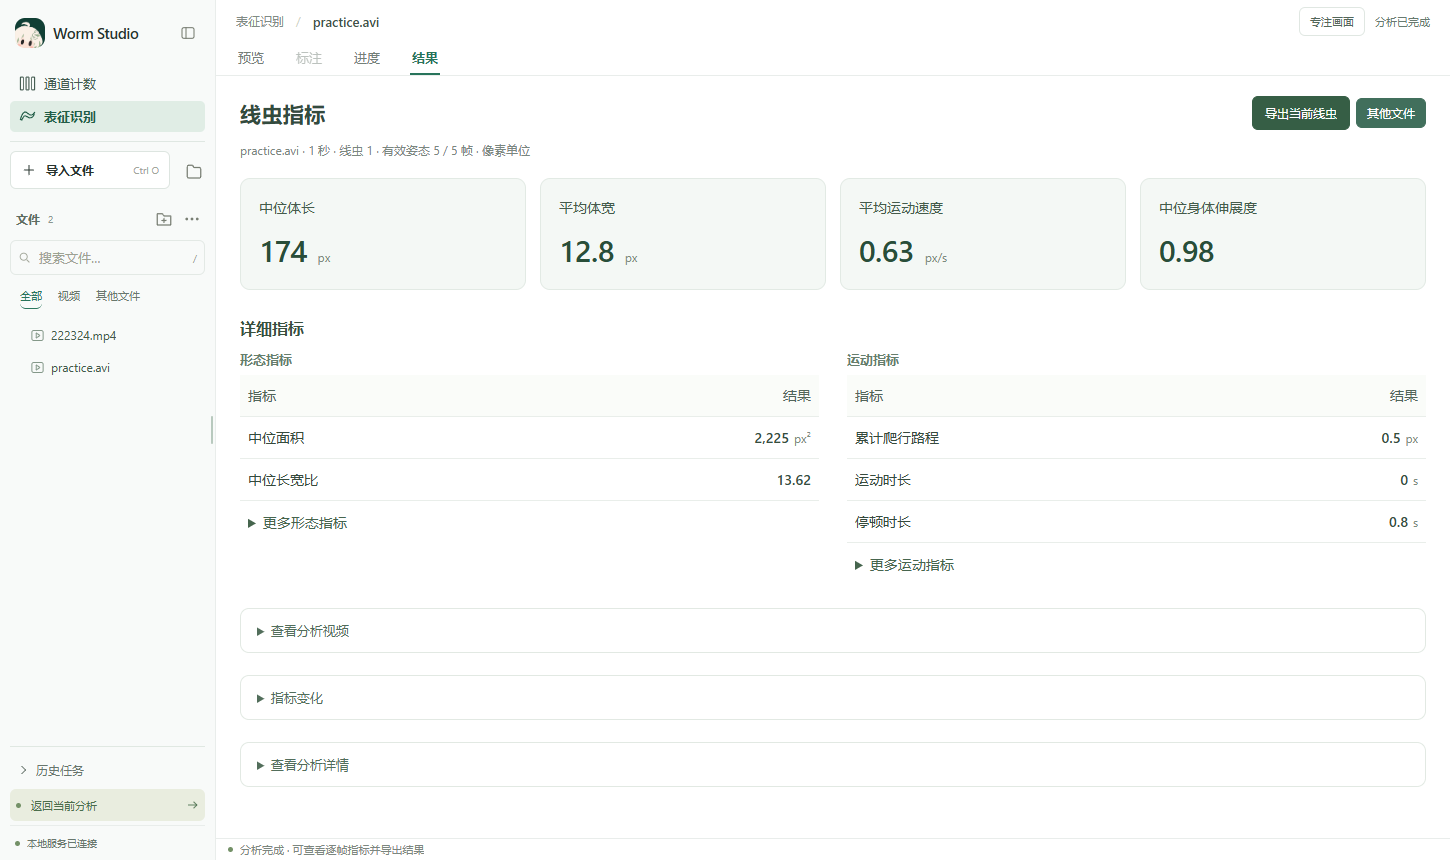 Worm Studio
通道计数
表征识别
导入文件 Ctrl O
文件 2
搜索文件... /
全部 视频 其他文件
222324.mp4
practice.avi
历史任务
返回当前分析
本地服务已连接
表征识别 / practice.avi
专注画面 分析已完成
预览 标注 进度 结果
线虫指标
导出当前线虫 其他文件
practice.avi · 1 秒 · 线虫 1 · 有效姿态 5 / 5 帧 · 像素单位
中位体长
174 px
平均体宽
12.8 px
平均运动速度
0.63 px/s
中位身体伸展度
0.98
详细指标
形态指标
指标 结果
中位面积 2,225 px²
中位长宽比 13.62
更多形态指标
运动指标
指标 结果
累计爬行路程 0.5 px
运动时长 0 s
停顿时长 0.8 s
更多运动指标
查看分析视频
指标变化
查看分析详情
分析完成 · 可查看逐帧指标并导出结果